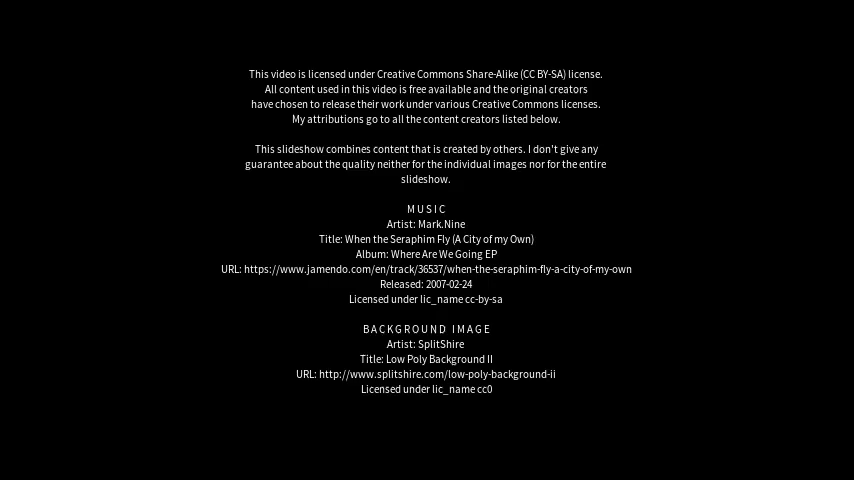 This video is licensed under Creative Commons Share-Alike (CC BY-SA) license.
All content used in this video is free available and the original creators
have chosen to release their work under various Creative Commons licenses.
My attributions go to all the content creators listed below.
This slideshow combines content that is created by others. I don't give any
guarantee about the quality neither for the individual images nor for the entire
slideshow.
MUSIC
Artist: Mark.Nine
Title: When the Seraphim Fly (A City of my Own)
Album: Where Are We Going EP
URL: https://www.jamendo.com/en/track/36537/when-the-seraphim-fly-a-city-of-my-own
Released: 2007-02-24
Licensed under lic_name cc-by-sa
BACKGROUND IMAGE
Artist: SplitShire
Title: Low Poly Background II
URL: http://www.splitshire.com/low-poly-background-ii
Licensed under lic_name cc0